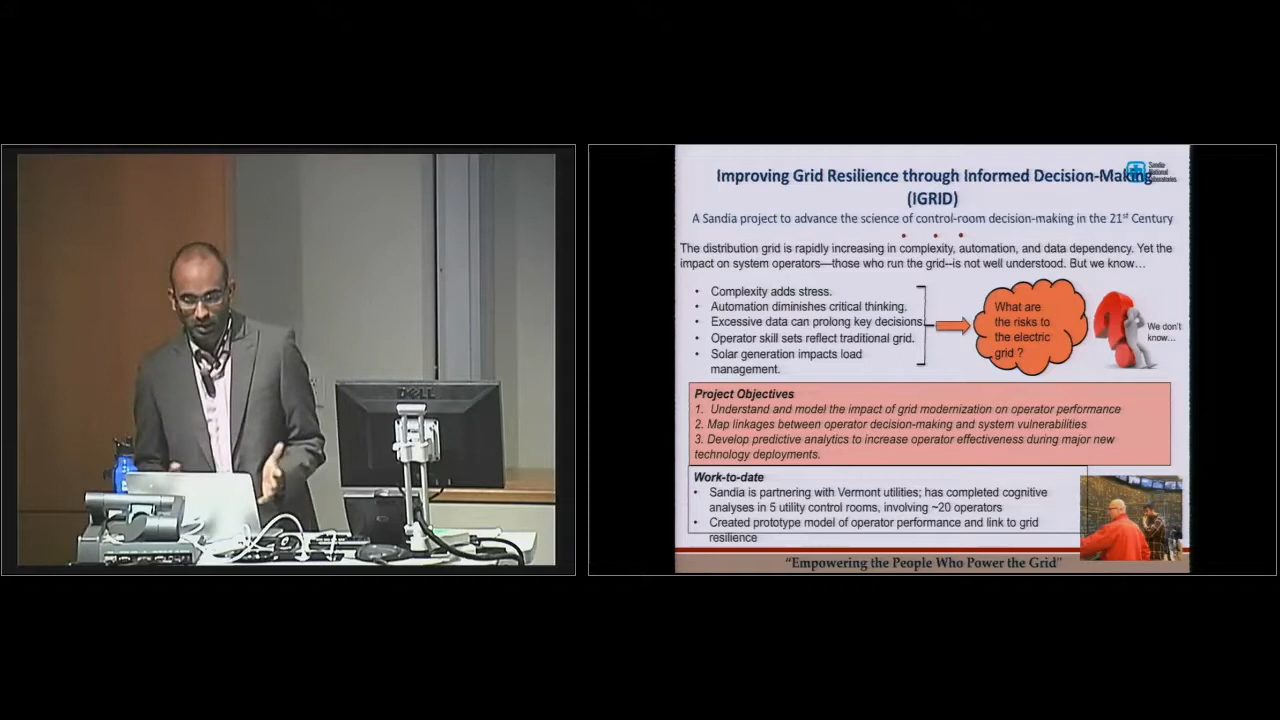 DELL
Improving Grid Resilience through Informed Decision-Making
(IGRID)
Sandia
National
Laboratories
A Sandia project to advance the science of control-room decision-making in the 21st Century
The distribution grid is rapidly increasing in complexity, automation, and data dependency. Yet the
impact on system operators—those who run the grid--is not well understood. But we know…
• Complexity adds stress.
• Automation diminishes critical thinking.
• Excessive data can prolong key decisions.
• Operator skill sets reflect traditional grid.
• Solar generation impacts load
management.
What are
the risks to
the electric
grid ?
We don't
know…
Project Objectives
1. Understand and model the impact of grid modernization on operator performance
2. Map linkages between operator decision-making and system vulnerabilities
3. Develop predictive analytics to increase operator effectiveness during major new
technology deployments.
Work-to-date
• Sandia is partnering with Vermont utilities; has completed cognitive
analyses in 5 utility control rooms, involving ~20 operators
• Created prototype model of operator performance and link to grid
resilience
"Empowering the People Who Power the Grid"